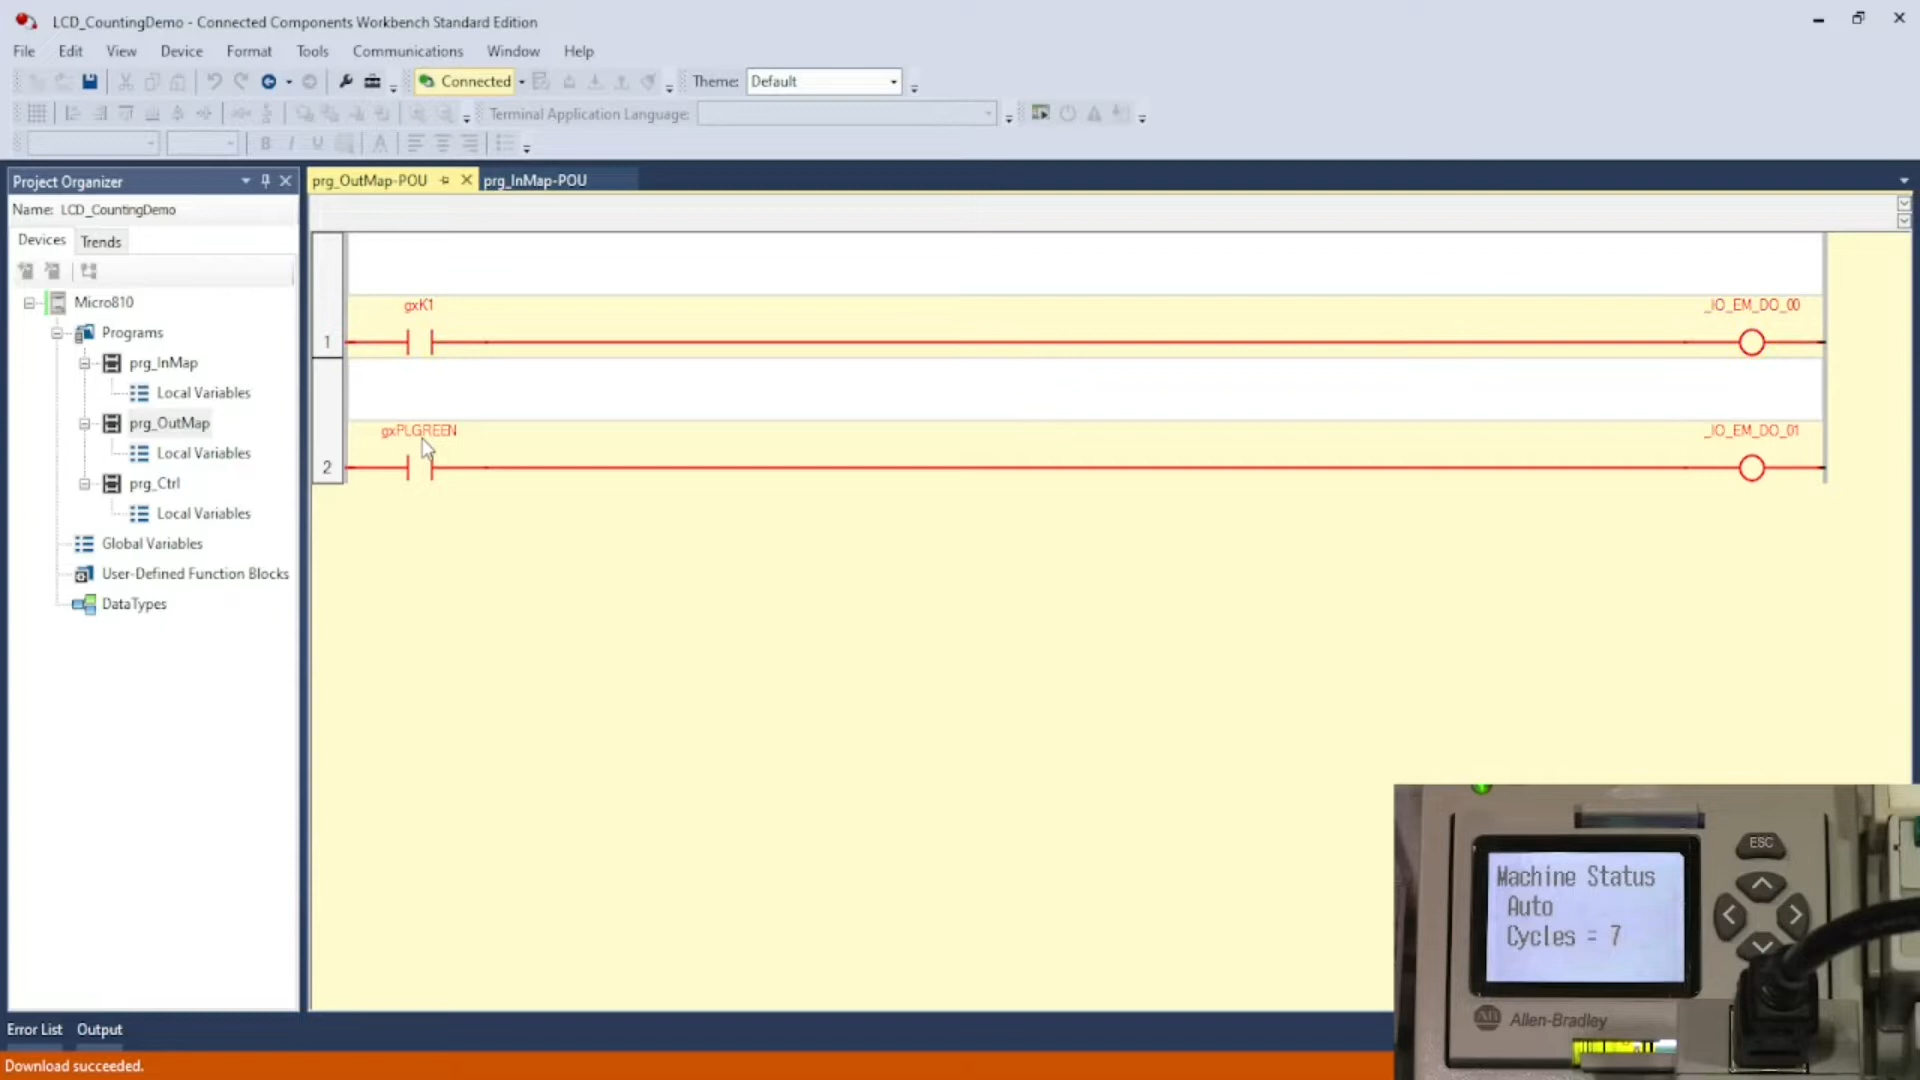 LCD_CountingDemo - Connected Components Workbench Standard Edition
File Edit View Device Format Tools Communications Window Help
Connected Theme: Default
Terminal Application Language:
B I U A
Project Organizer
prg_OutMap-POU prg_InMap-POU
Name: LCD_CountingDemo
Devices Trends
Micro810
Programs
prg_InMap
Local Variables
prg_OutMap
Local Variables
prg_Ctrl
Local Variables
Global Variables
User-Defined Function Blocks
DataTypes
gxK1 _IO_EM_DO_00
1
gxPLGREEN _IO_EM_DO_01
2
ESC
Machine Status
Auto
Cycles = 7
AB Allen-Bradley
Error List Output
Download succeeded.